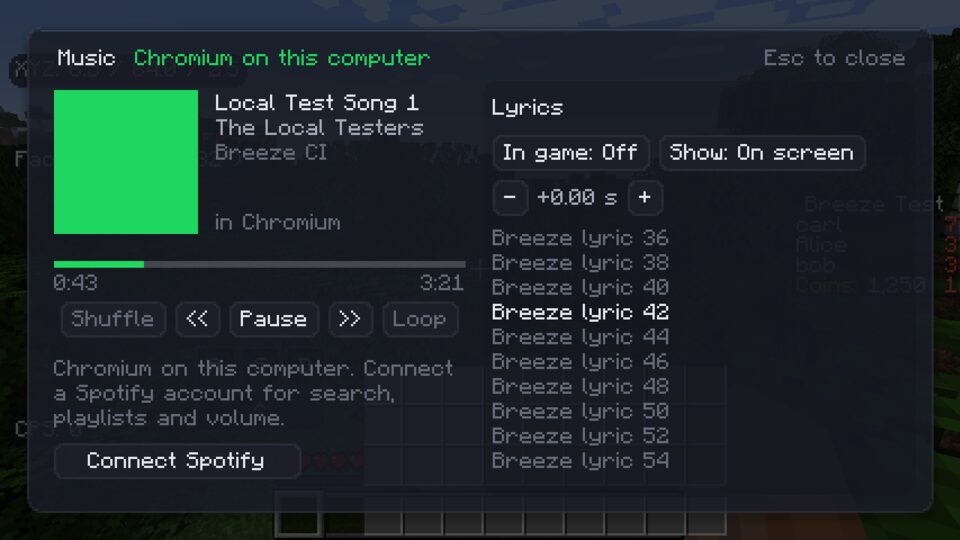 Music Chromium on this computer
Esc to close
Local Test Song 1
The Local Testers
Breeze CI
in Chromium
0:43
3:21
Shuffle << Pause >> Loop
Chromium on this computer. Connect
a Spotify account for search,
playlists and volume.
Connect Spotify
Lyrics
In game: Off
Show: On screen
- +0.00 s +
Breeze lyric 36
Breeze lyric 38
Breeze lyric 40
Breeze lyric 42
Breeze lyric 44
Breeze lyric 46
Breeze lyric 48
Breeze lyric 50
Breeze lyric 52
Breeze lyric 54
Breeze Test
carl
Alice
bob
Coins: 1,250